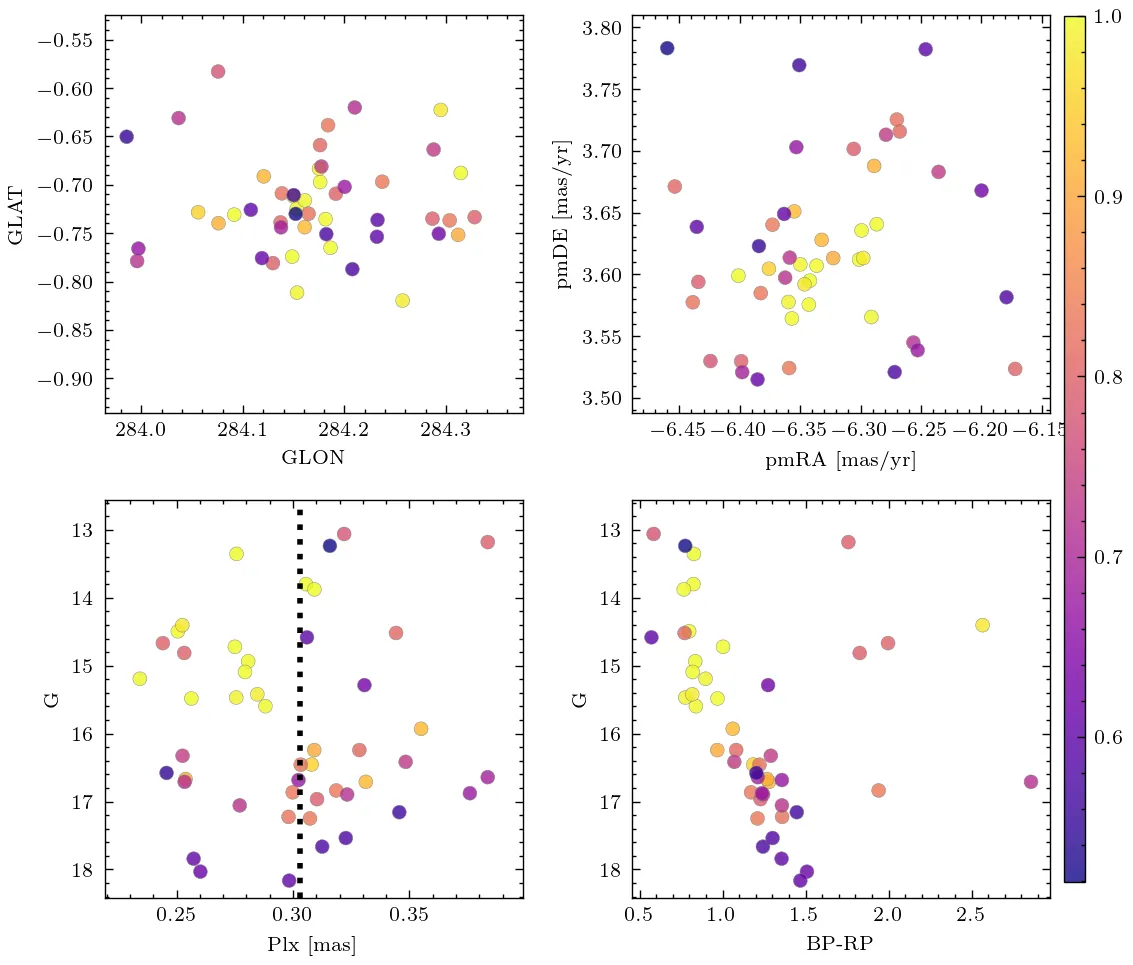 −0.55
−0.60
−0.65
−0.70
−0.75
−0.80
−0.85
−0.90
GLAT
284.0 284.1 284.2 284.3
GLON
3.80
3.75
3.70
3.65
3.60
3.55
3.50
pmDE [mas/yr]
−6.45 −6.40 −6.35 −6.30 −6.25 −6.20 −6.15
pmRA [mas/yr]
1.0
0.9
0.8
0.7
0.6
13
14
15
16
17
18
G
0.25 0.30 0.35
Plx [mas]
13
14
15
16
17
18
G
0.5 1.0 1.5 2.0 2.5
BP-RP